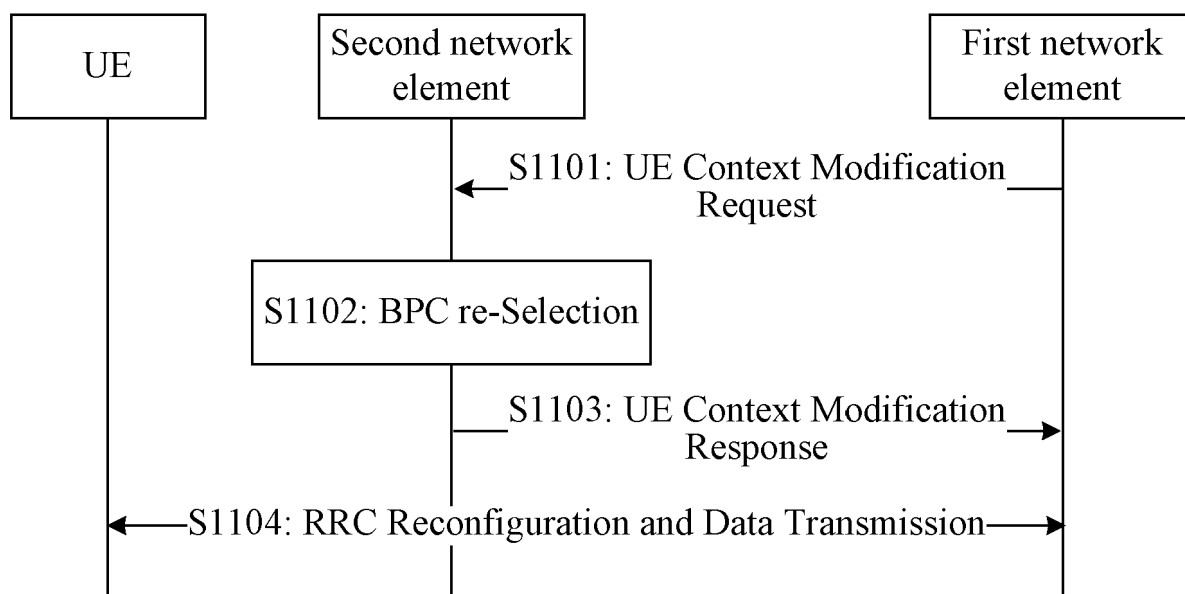 UE
Second network
element
First network
element
S1101: UE Context Modification
Request
S1102: BPC re-Selection
S1103: UE Context Modification
Response
S1104: RRC Reconfiguration and Data Transmission